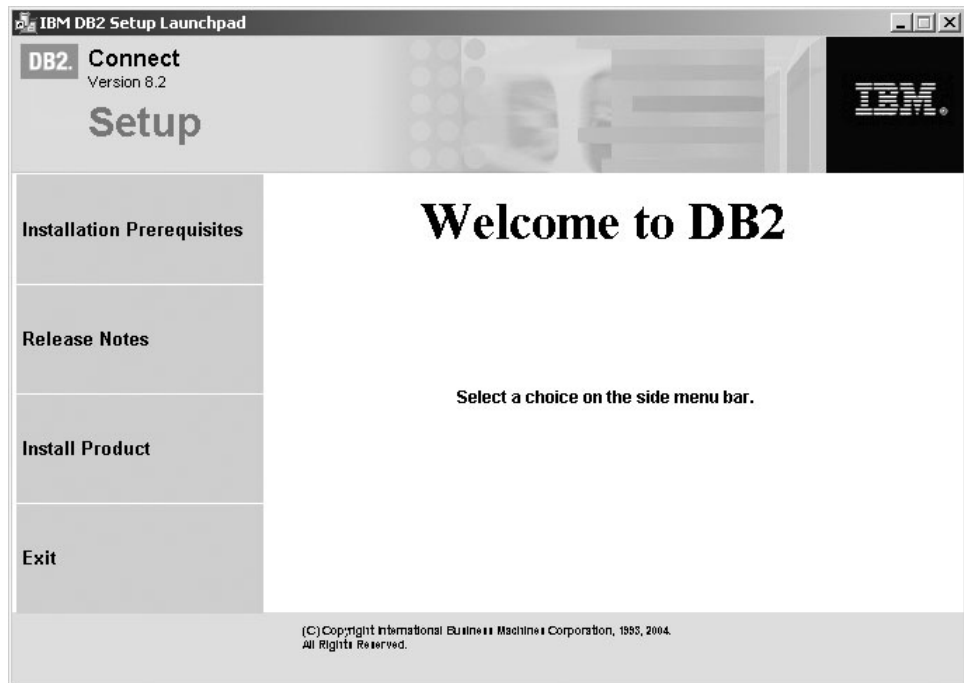 IBM DB2 Setup Launchpad
DB2. Connect
Version 8.2
Setup
IBM.
Installation Prerequisites
Welcome to DB2
Release Notes
Select a choice on the side menu bar.
Install Product
Exit
(C) Copyright International Business Machines Corporation, 1993, 2004.
All Rights Reserved.